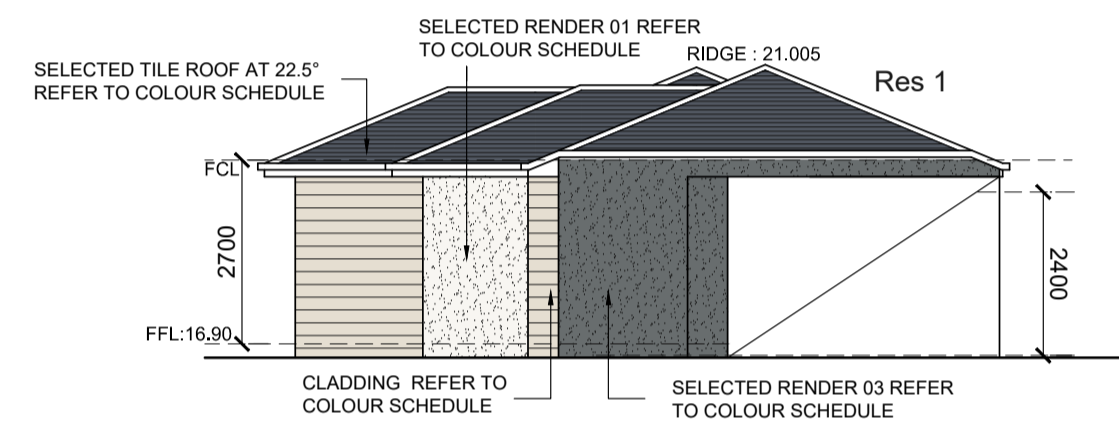 SELECTED RENDER 01 REFER
TO COLOUR SCHEDULE
RIDGE : 21.005
SELECTED TILE ROOF AT 22.5°
REFER TO COLOUR SCHEDULE
Res 1
FCL
2700
2400
FFL:16.90
CLADDING REFER TO
COLOUR SCHEDULE
SELECTED RENDER 03 REFER
TO COLOUR SCHEDULE